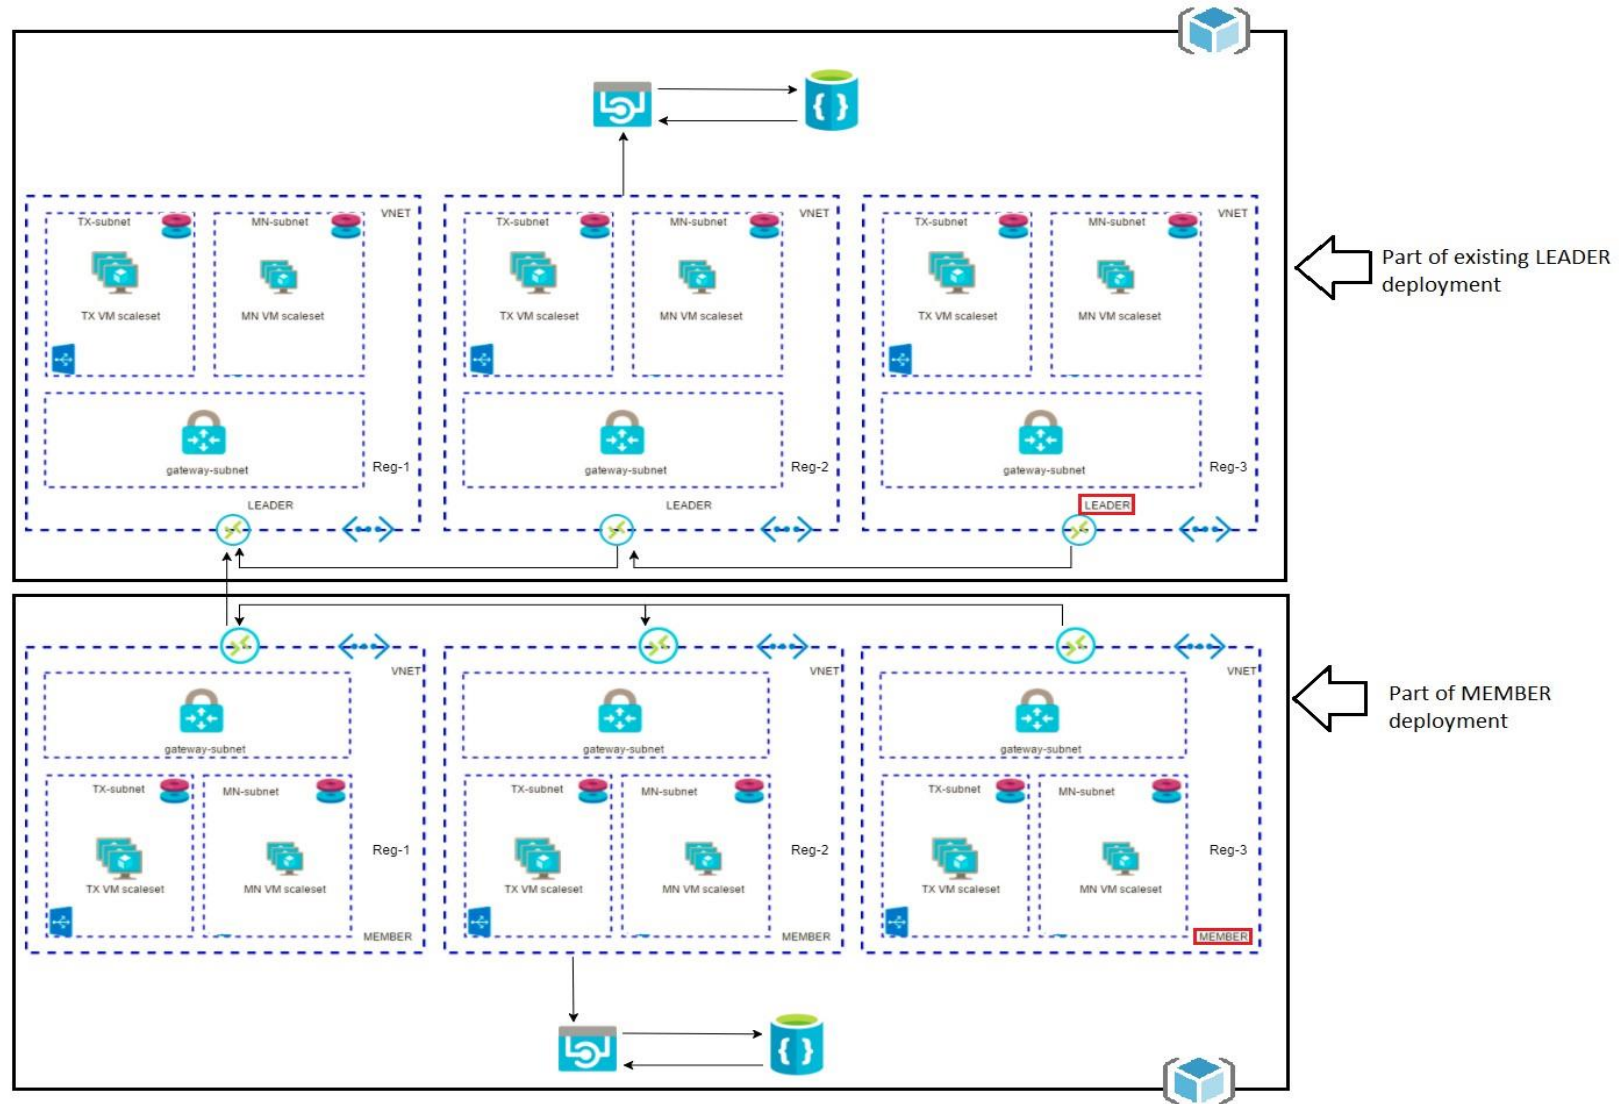 TX-subnet
MN-subnet
VNET
TX VM scaleset
MN VM scaleset
gateway-subnet
Reg-1
LEADER
TX-subnet
MN-subnet
VNET
TX VM scaleset
MN VM scaleset
gateway-subnet
Reg-2
LEADER
TX-subnet
MN-subnet
VNET
TX VM scaleset
MN VM scaleset
gateway-subnet
Reg-3
LEADER
Part of existing LEADER
deployment
VNET
gateway-subnet
TX-subnet
MN-subnet
Reg-1
TX VM scaleset
MN VM scaleset
MEMBER
VNET
gateway-subnet
TX-subnet
MN-subnet
Reg-2
TX VM scaleset
MN VM scaleset
MEMBER
VNET
gateway-subnet
TX-subnet
MN-subnet
Reg-3
TX VM scaleset
MN VM scaleset
MEMBER
Part of MEMBER
deployment